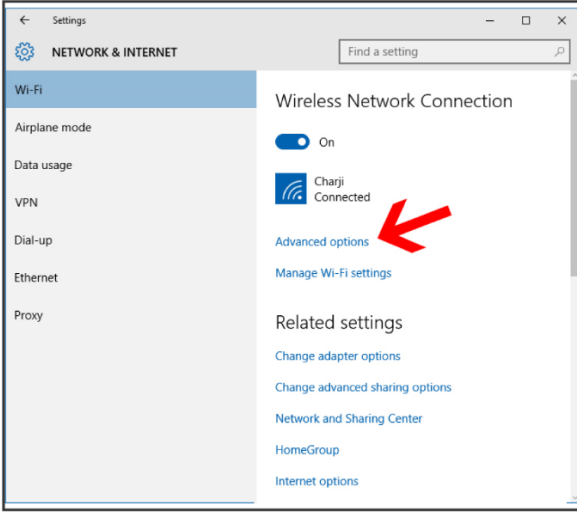 Settings
NETWORK & INTERNET
Find a setting
Wi-Fi
Airplane mode
Data usage
VPN
Dial-up
Ethernet
Proxy
Wireless Network Connection
On
Charji
Connected
Advanced options
Manage Wi-Fi settings
Related settings
Change adapter options
Change advanced sharing options
Network and Sharing Center
HomeGroup
Internet options